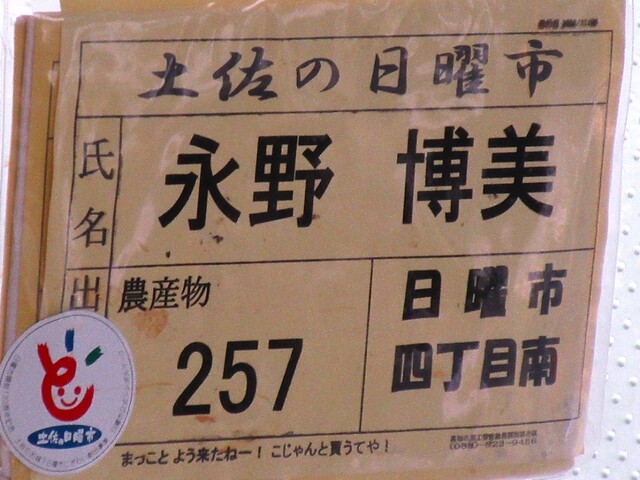 土佐の日曜市
氏名
永野 博美
出
農産物
257
日曜市
四丁目南
土佐の日曜市
まっこと よう来たねー! こじゃんと買うてや!